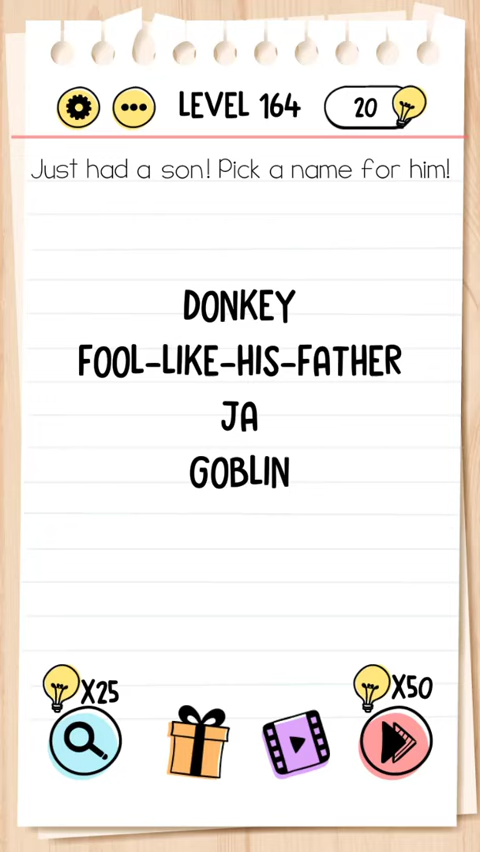 LEVEL 164
20
Just had a son! Pick a name for him!
DONKEY
FOOL-LIKE-HIS-FATHER
JA
GOBLIN
X25
X50